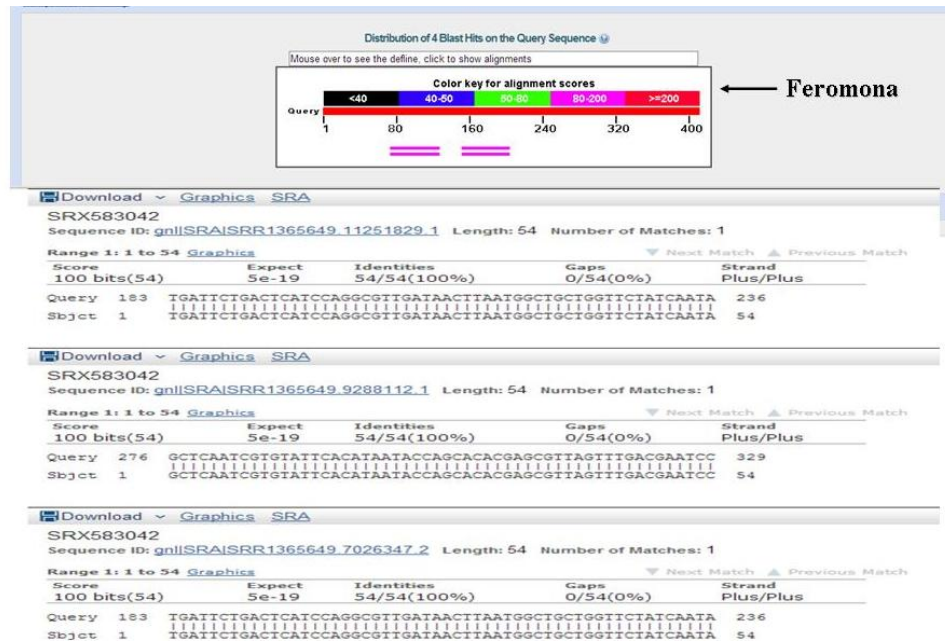 Distribution of 4 Blast Hits on the Query Sequence
Mouse over to see the defline, click to show alignments
Color key for alignment scores
<40 40-50 50-80 80-200 >=200
Query
1 80 160 240 320 400
Feromona
Download Graphics SRA
SRX583042
Sequence ID: gnl|SRA|SRR1365649.11251829.1 Length: 54 Number of Matches: 1
Range 1: 1 to 54 Graphics Next Match Previous Match
Score Expect Identities Gaps Strand
100 bits(54) 5e-19 54/54(100%) 0/54(0%) Plus/Plus
Query 183 TGATTCTGACTCATCCAGGCGTTGATAACTTAATGGCTGCTGGTTCTATCAATA 236
Sbjct 1 TGATTCTGACTCATCCAGGCGTTGATAACTTAATGGCTGCTGGTTCTATCAATA 54
Download Graphics SRA
SRX583042
Sequence ID: gnl|SRA|SRR1365649.9288112.1 Length: 54 Number of Matches: 1
Range 1: 1 to 54 Graphics Next Match Previous Match
Score Expect Identities Gaps Strand
100 bits(54) 5e-19 54/54(100%) 0/54(0%) Plus/Plus
Query 276 GCTCAATCGTGTATTCACATAATACCAGCACACGAGCGTTAGTTTGACGAATCC 329
Sbjct 1 GCTCAATCGTGTATTCACATAATACCAGCACACGAGCGTTAGTTTGACGAATCC 54
Download Graphics SRA
SRX583042
Sequence ID: gnl|SRA|SRR1365649.7026347.2 Length: 54 Number of Matches: 1
Range 1: 1 to 54 Graphics Next Match Previous Match
Score Expect Identities Gaps Strand
100 bits(54) 5e-19 54/54(100%) 0/54(0%) Plus/Plus
Query 183 TGATTCTGACTCATCCAGGCGTTGATAACTTAATGGCTGCTGGTTCTATCAATA 236
Sbjct 1 TGATTCTGACTCATCCAGGCGTTGATAACTTAATGGCTGCTGGTTCTATCAATA 54